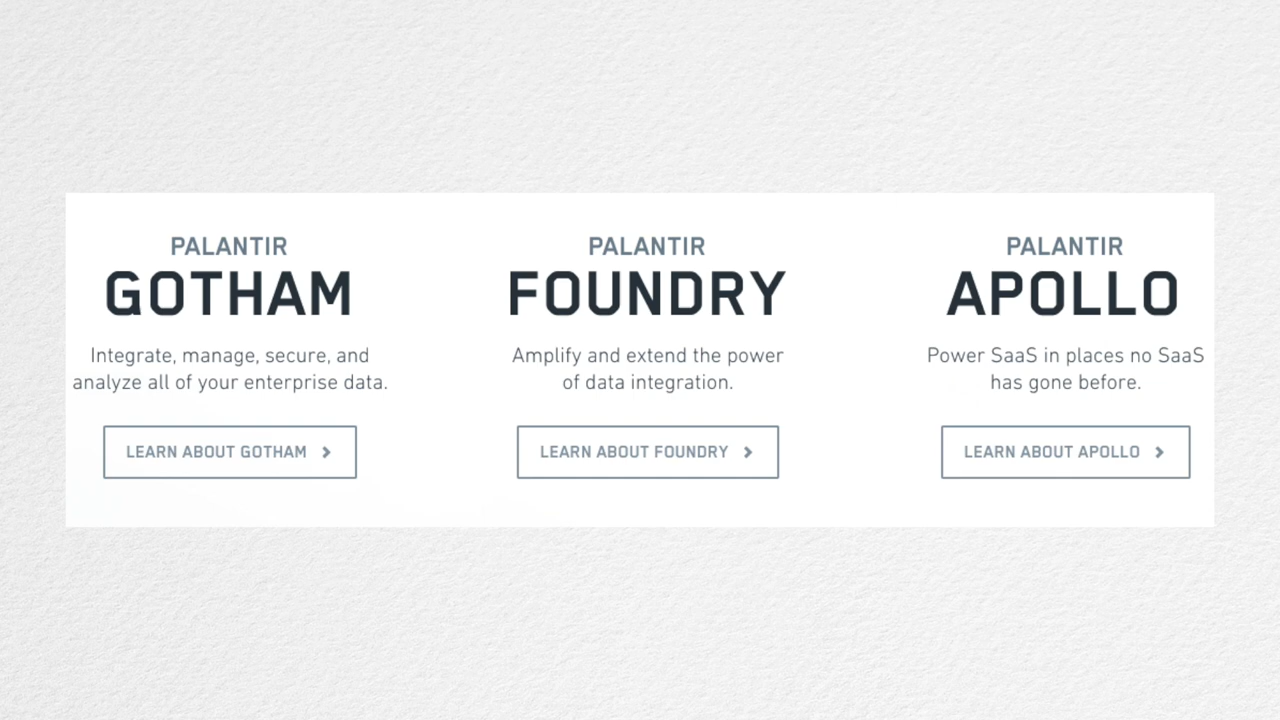 PALANTIR
GOTHAM
Integrate, manage, secure, and
analyze all of your enterprise data.
LEARN ABOUT GOTHAM
PALANTIR
FOUNDRY
Amplify and extend the power
of data integration.
LEARN ABOUT FOUNDRY
PALANTIR
APOLLO
Power SaaS in places no SaaS
has gone before.
LEARN ABOUT APOLLO